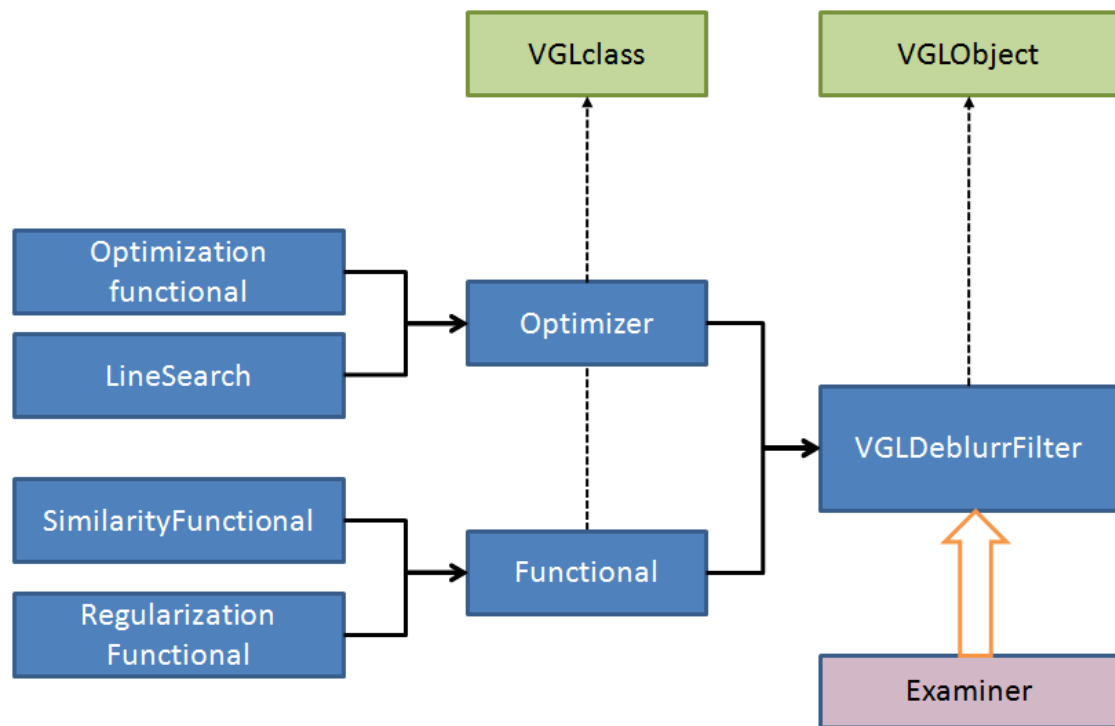 VGLclass
VGLObject
Optimization
functional
Optimizer
LineSearch
VGLDeblurrFilter
SimilarityFunctional
Functional
Regularization
Functional
Examiner